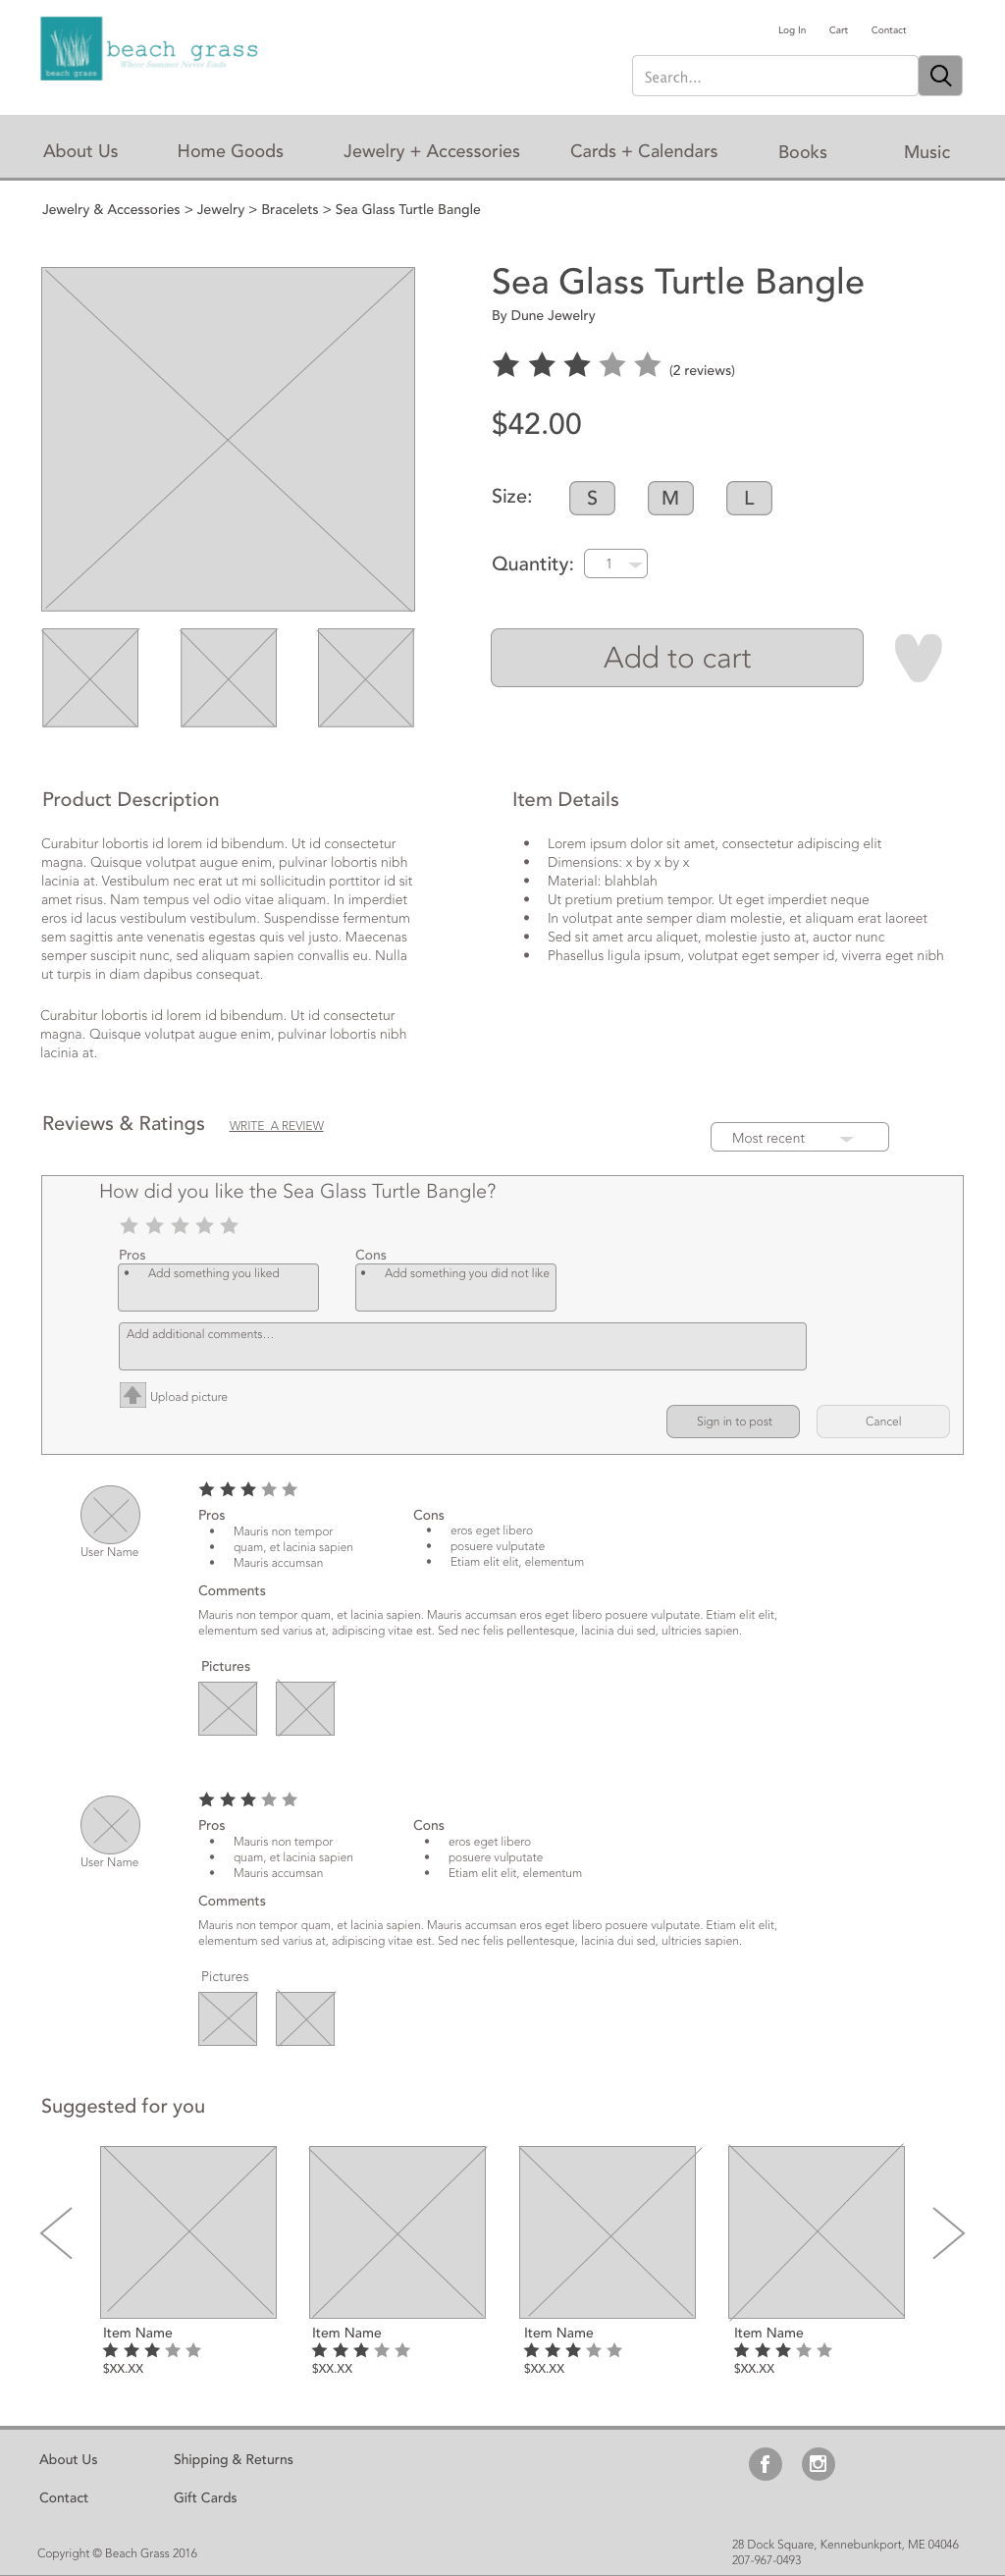 beach grass
beach grass
Where Summer Never Ends
Log In Cart Contact
Search...
About Us Home Goods Jewelry + Accessories Cards + Calendars Books Music
Jewelry & Accessories > Jewelry > Bracelets > Sea Glass Turtle Bangle
Sea Glass Turtle Bangle
By Dune Jewelry
(2 reviews)
$42.00
Size: S M L
Quantity: 1
Add to cart
Product Description
Curabitur lobortis id lorem id bibendum. Ut id consectetur
magna. Quisque volutpat augue enim, pulvinar lobortis nibh
lacinia at. Vestibulum nec erat ut mi sollicitudin porttitor id sit
amet risus. Nam tempus vel odio vitae aliquam. In imperdiet
eros id lacus vestibulum vestibulum. Suspendisse fermentum
sem sagittis ante venenatis egestas quis vel justo. Maecenas
semper suscipit nunc, sed aliquam sapien convallis eu. Nulla
ut turpis in diam dapibus consequat.
Curabitur lobortis id lorem id bibendum. Ut id consectetur
magna. Quisque volutpat augue enim, pulvinar lobortis nibh
lacinia at.
Item Details
• Lorem ipsum dolor sit amet, consectetur adipiscing elit
• Dimensions: x by x by x
• Material: blahblah
• Ut pretium pretium tempor. Ut eget imperdiet neque
• In volutpat ante semper diam molestie, et aliquam erat laoreet
• Sed sit amet arcu aliquet, molestie justo at, auctor nunc
• Phasellus ligula ipsum, volutpat eget semper id, viverra eget nibh
Reviews & Ratings WRITE A REVIEW
Most recent
How did you like the Sea Glass Turtle Bangle?
Pros Cons
• Add something you liked • Add something you did not like
Add additional comments...
Upload picture
Sign in to post Cancel
User Name
Pros
• Mauris non tempor
• quam, et lacinia sapien
• Mauris accumsan
Cons
• eros eget libero
• posuere vulputate
• Etiam elit elit, elementum
Comments
Mauris non tempor quam, et lacinia sapien. Mauris accumsan eros eget libero posuere vulputate. Etiam elit elit,
elementum sed varius at, adipiscing vitae est. Sed nec felis pellentesque, lacinia dui sed, ultricies sapien.
Pictures
User Name
Pros
• Mauris non tempor
• quam, et lacinia sapien
• Mauris accumsan
Cons
• eros eget libero
• posuere vulputate
• Etiam elit elit, elementum
Comments
Mauris non tempor quam, et lacinia sapien. Mauris accumsan eros eget libero posuere vulputate. Etiam elit elit,
elementum sed varius at, adipiscing vitae est. Sed nec felis pellentesque, lacinia dui sed, ultricies sapien.
Pictures
Suggested for you
Item Name Item Name Item Name Item Name
$XX.XX $XX.XX $XX.XX $XX.XX
About Us Shipping & Returns
Contact Gift Cards
Copyright © Beach Grass 2016
28 Dock Square, Kennebunkport, ME 04046
207-967-0493